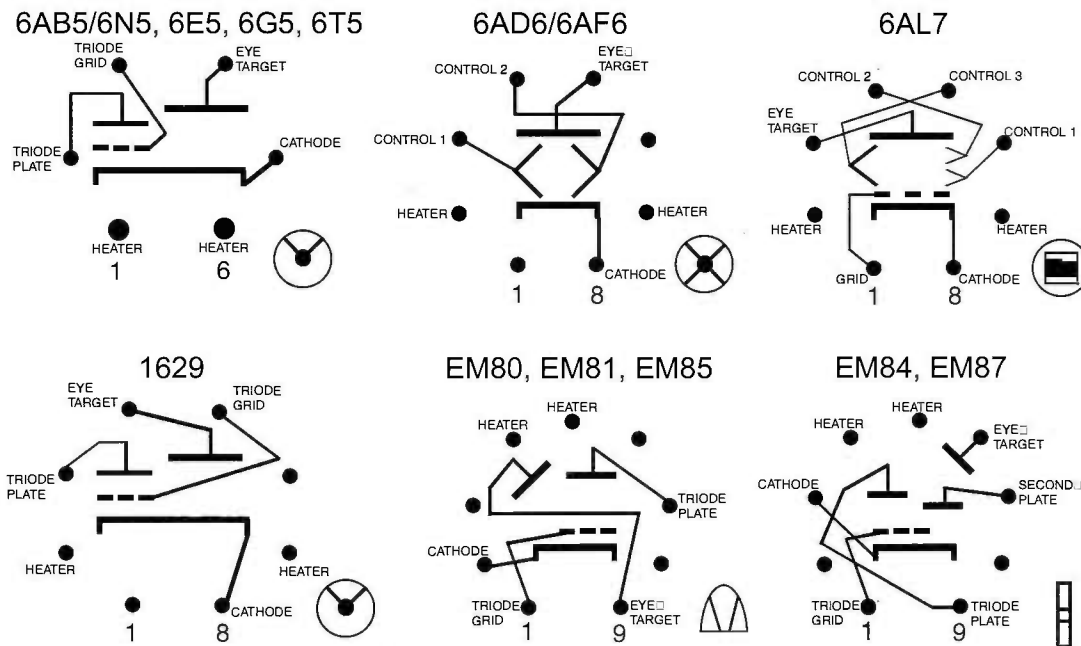 6AB5/6N5, 6E5, 6G5, 6T5
TRIODE
GRID
EYE
TARGET
TRIODE
PLATE
CATHODE
HEATER
HEATER
1
6
6AD6/6AF6
CONTROL 2
EYE□
TARGET
CONTROL 1
HEATER
HEATER
CATHODE
1
8
6AL7
CONTROL 2
CONTROL 3
EYE
TARGET
CONTROL 1
HEATER
HEATER
GRID
CATHODE
1
8
1629
EYE
TARGET
TRIODE
GRID
TRIODE
PLATE
HEATER
HEATER
CATHODE
1
8
EM80, EM81, EM85
HEATER
HEATER
TRIODE
PLATE
CATHODE
TRIODE
GRID
EYE□
TARGET
1
9
EM84, EM87
HEATER
HEATER
EYE□
TARGET
CATHODE
SECOND□
PLATE
TRIODE
GRID
TRIODE
PLATE
1
9